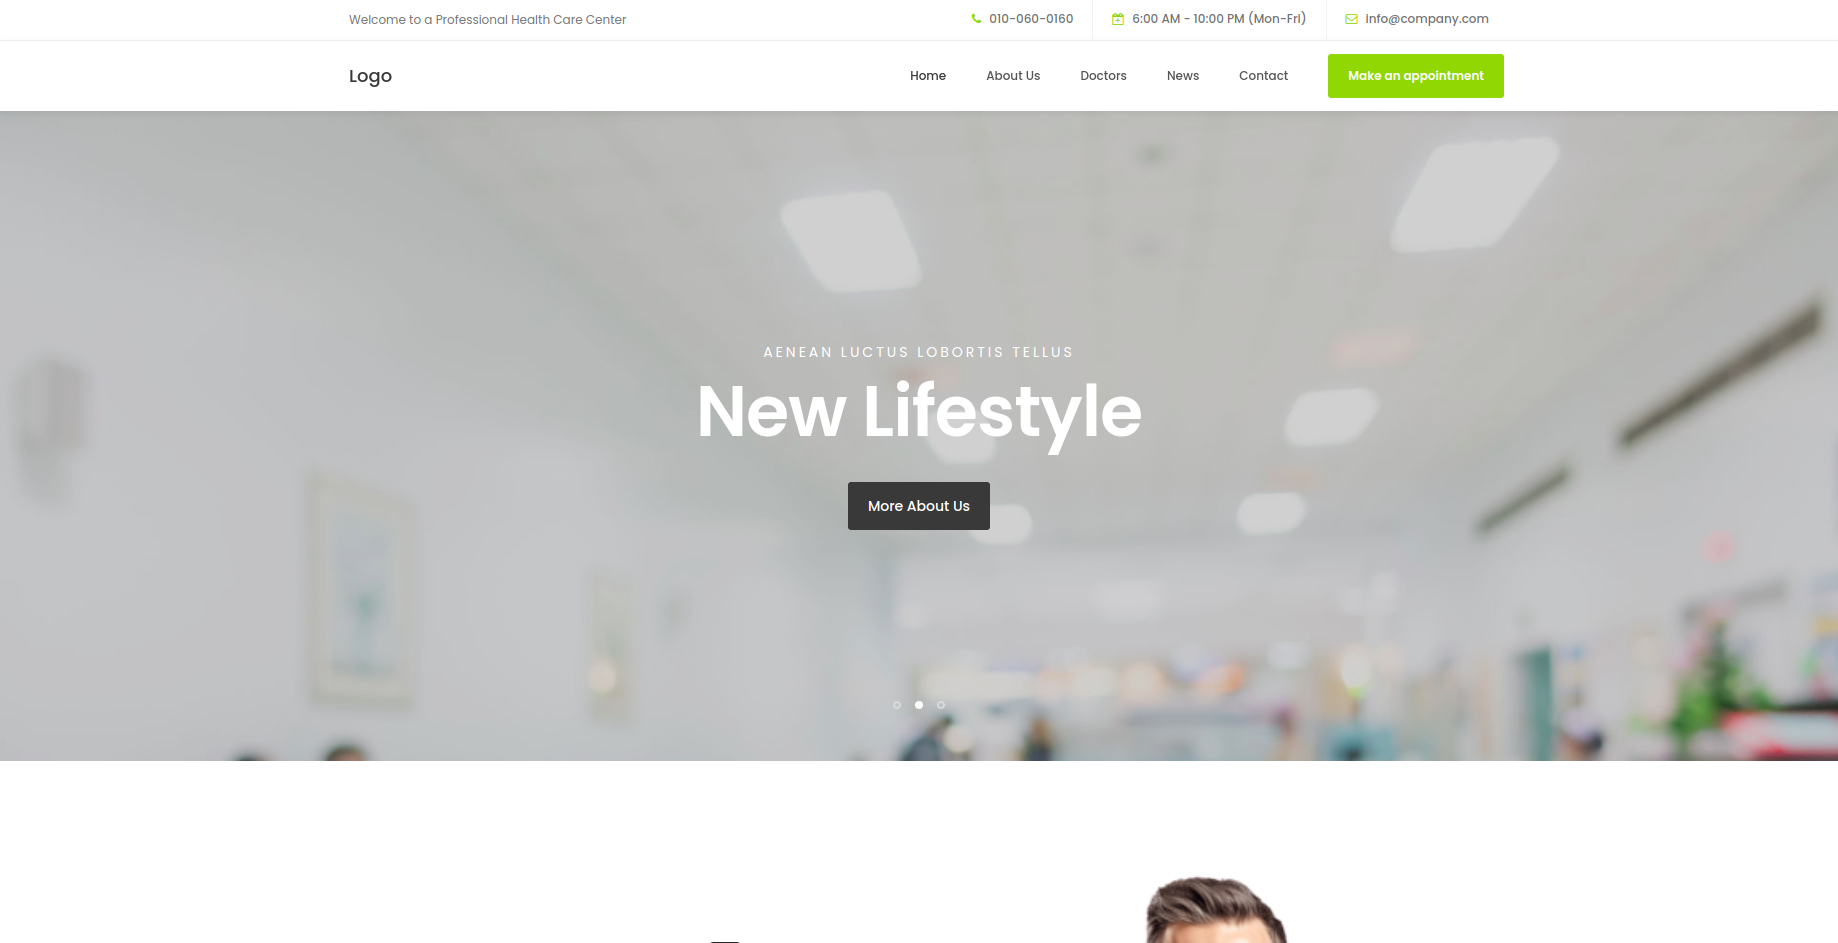 Welcome to a Professional Health Care Center
010-060-0160
6:00 AM - 10:00 PM (Mon-Fri)
info@company.com
Logo
Home
About Us
Doctors
News
Contact
Make an appointment
AENEAN LUCTUS LOBORTIS TELLUS
New Lifestyle
More About Us